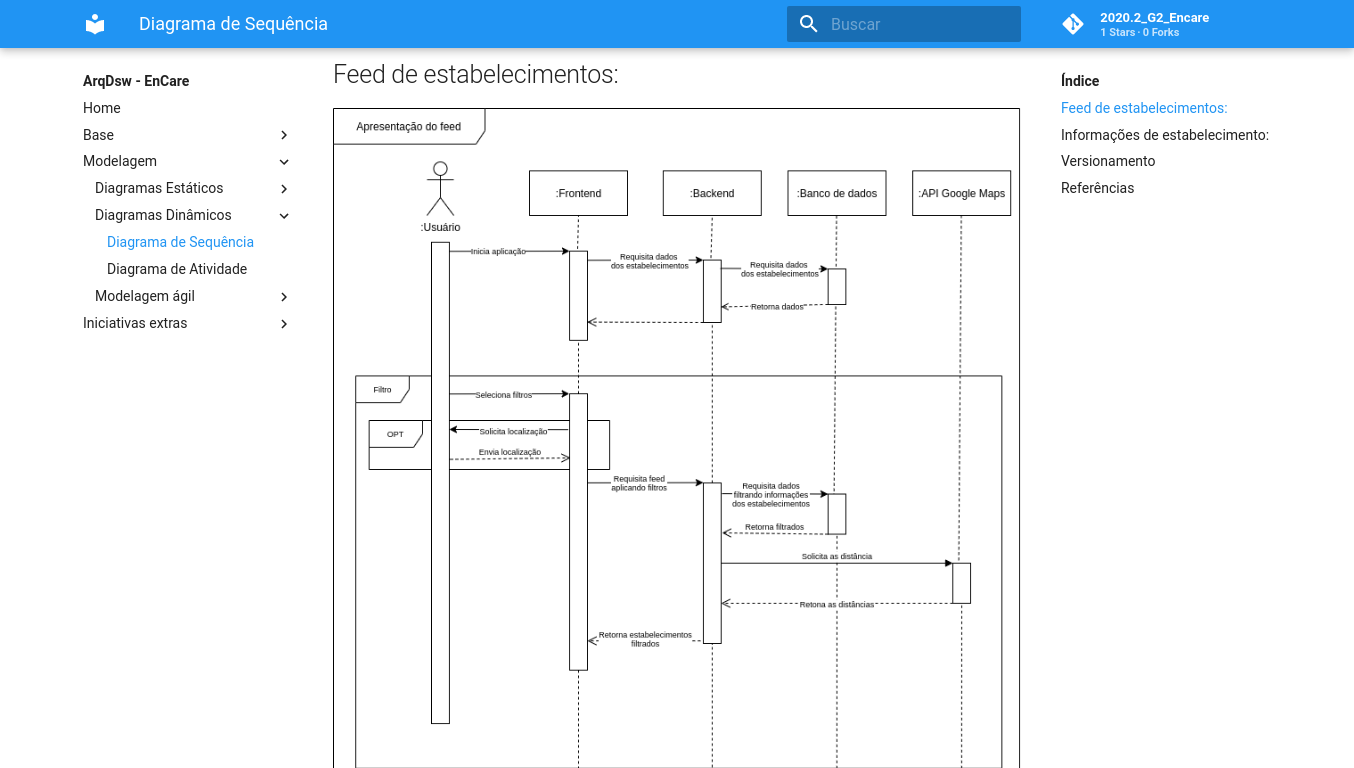 Diagrama de Sequência
Buscar
2020.2_G2_Encare
1 Stars · 0 Forks
ArqDsw - EnCare
Home
Base
Modelagem
Diagramas Estáticos
Diagramas Dinâmicos
Diagrama de Sequência
Diagrama de Atividade
Modelagem ágil
Iniciativas extras
Feed de estabelecimentos:
Apresentação do feed
:Usuário
:Frontend
:Backend
:Banco de dados
:API Google Maps
Inicia aplicação
Requisita dados
dos estabelecimentos
Requisita dados
dos estabelecimentos
Retorna dados
Filtro
Seleciona filtros
OPT
Solicita localização
Envia localização
Requisita feed
aplicando filtros
Requisita dados
filtrando informações
dos estabelecimentos
Retorna filtrados
Solicita as distância
Retona as distâncias
Retorna estabelecimentos
filtrados
Índice
Feed de estabelecimentos:
Informações de estabelecimento:
Versionamento
Referências